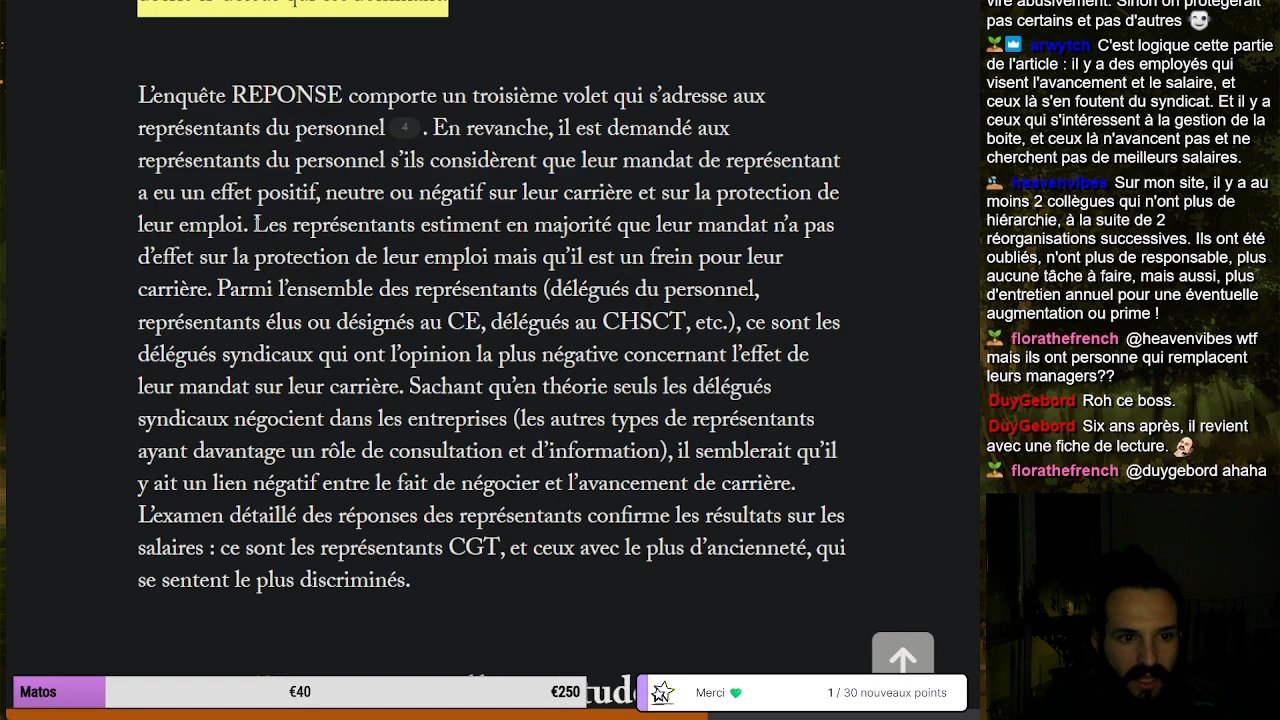 L'enquête REPONSE comporte un troisième volet qui s'adresse aux
représentants du personnel 4 . En revanche, il est demandé aux
représentants du personnel s'ils considèrent que leur mandat de représentant
a eu un effet positif, neutre ou négatif sur leur carrière et sur la protection de
leur emploi. Les représentants estiment en majorité que leur mandat n'a pas
d'effet sur la protection de leur emploi mais qu'il est un frein pour leur
carrière. Parmi l'ensemble des représentants (délégués du personnel,
représentants élus ou désignés au CE, délégués au CHSCT, etc.), ce sont les
délégués syndicaux qui ont l'opinion la plus négative concernant l'effet de
leur mandat sur leur carrière. Sachant qu'en théorie seuls les délégués
syndicaux négocient dans les entreprises (les autres types de représentants
ayant davantage un rôle de consultation et d'information), il semblerait qu'il
y ait un lien négatif entre le fait de négocier et l'avancement de carrière.
L'examen détaillé des réponses des représentants confirme les résultats sur les
salaires : ce sont les représentants CGT, et ceux avec le plus d'ancienneté, qui
se sentent le plus discriminés.
Matos
€40
€250
Merci
1 / 30 nouveaux points
viré abusivement. Sinon on protégerait
pas certains et pas d'autres
arwytch C'est logique cette partie
de l'article : il y a des employés qui
visent l'avancement et le salaire, et
ceux là s'en foutent du syndicat. Et il y a
ceux qui s'intéressent à la gestion de la
boite, et ceux là n'avancent pas et ne
cherchent pas de meilleurs salaires.
heavenvibes Sur mon site, il y a au
moins 2 collègues qui n'ont plus de
hiérarchie, à la suite de 2
réorganisations successives. Ils ont été
oubliés, n'ont plus de responsable, plus
aucune tâche à faire, mais aussi, plus
d'entretien annuel pour une éventuelle
augmentation ou prime !
florathefrench @heavenvibes wtf
mais ils ont personne qui remplacent
leurs managers??
DuyGebord Roh ce boss.
DuyGebord Six ans après, il revient
avec une fiche de lecture.
florathefrench @duygebord ahaha